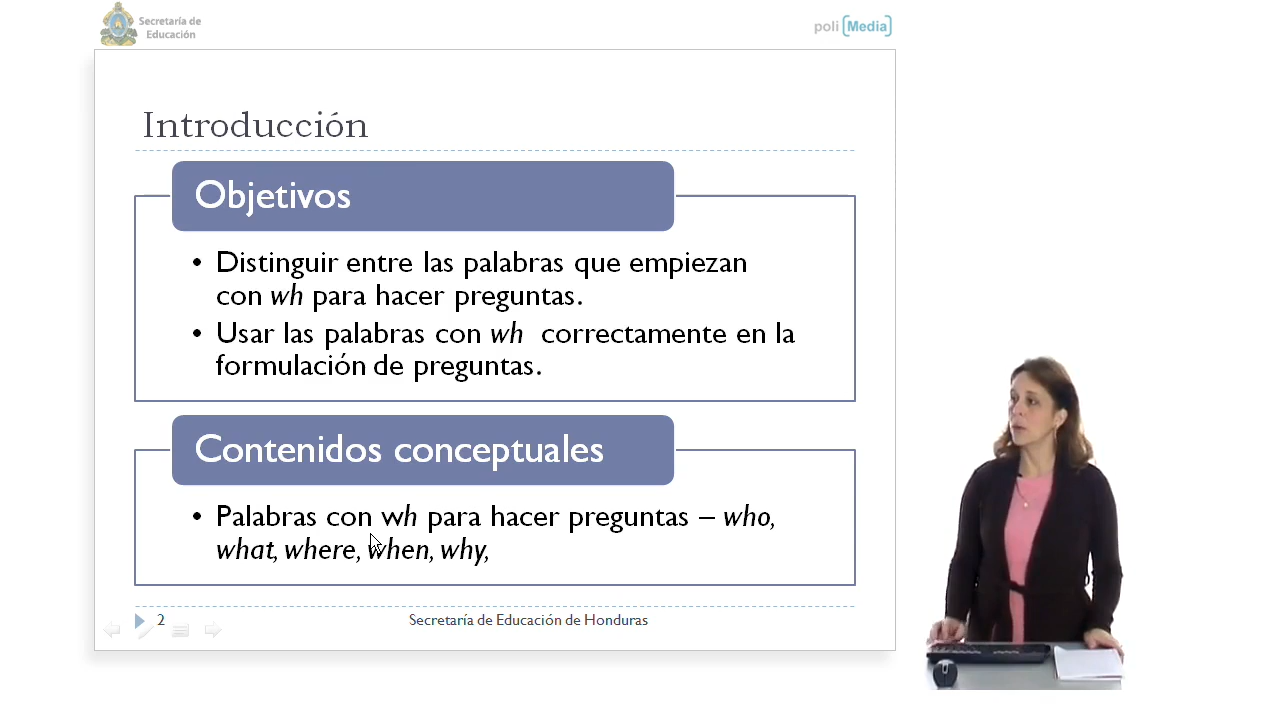 Secretaría de
Educación
poli [Media]
Introducción
Objetivos
• Distinguir entre las palabras que empiezan
con wh para hacer preguntas.
• Usar las palabras con wh correctamente en la
formulación de preguntas.
Contenidos conceptuales
• Palabras con wh para hacer preguntas – who,
what, where, when, why,
2
Secretaría de Educación de Honduras